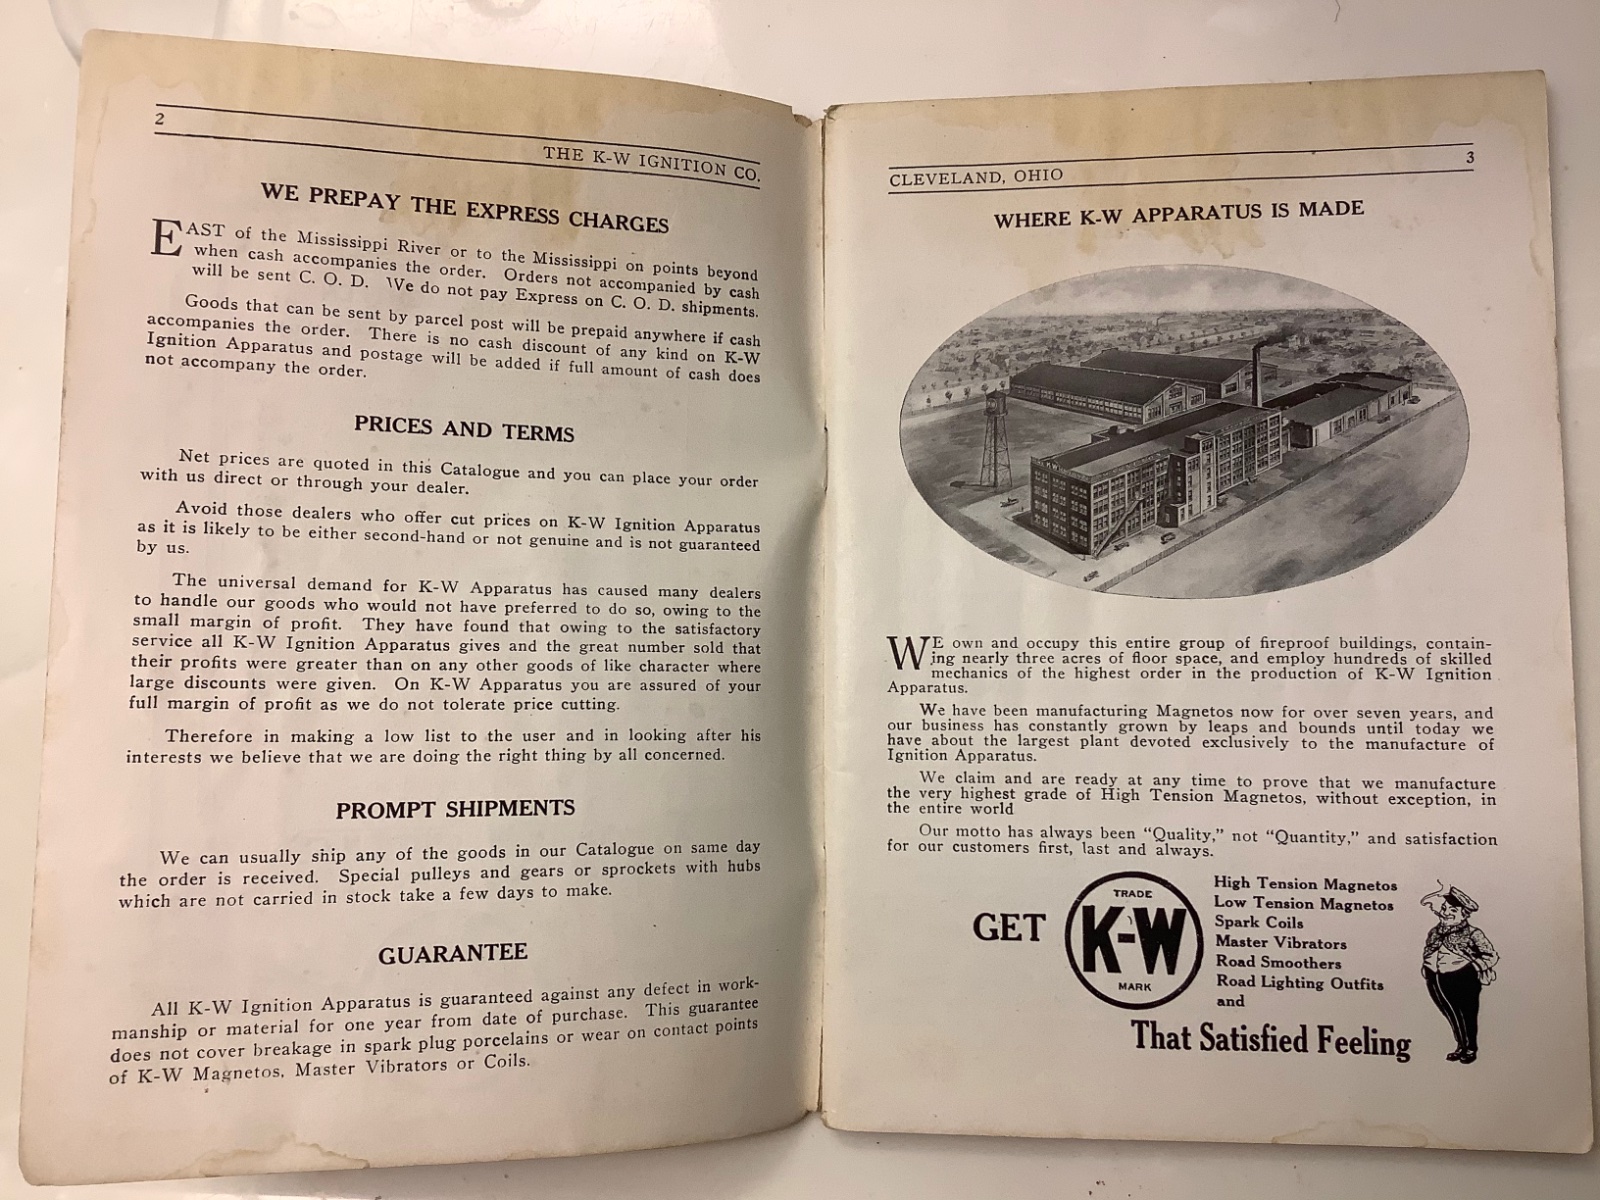 2
THE K-W IGNITION CO.
WE PREPAY THE EXPRESS CHARGES
EAST of the Mississippi River or to the Mississippi on points beyond
when cash accompanies the order. Orders not accompanied by cash
will be sent C. O. D. We do not pay Express on C. O. D. shipments.
Goods that can be sent by parcel post will be prepaid anywhere if cash
accompanies the order. There is no cash discount of any kind on K-W
Ignition Apparatus and postage will be added if full amount of cash does
not accompany the order.
PRICES AND TERMS
Net prices are quoted in this Catalogue and you can place your order
with us direct or through your dealer.
Avoid those dealers who offer cut prices on K-W Ignition Apparatus
as it is likely to be either second-hand or not genuine and is not guaranteed
by us.
The universal demand for K-W Apparatus has caused many dealers
to handle our goods who would not have preferred to do so, owing to the
small margin of profit. They have found that owing to the satisfactory
service all K-W Ignition Apparatus gives and the great number sold that
their profits were greater than on any other goods of like character where
large discounts were given. On K-W Apparatus you are assured of your
full margin of profit as we do not tolerate price cutting.
Therefore in making a low list to the user and in looking after his
interests we believe that we are doing the right thing by all concerned.
PROMPT SHIPMENTS
We can usually ship any of the goods in our Catalogue on same day
the order is received. Special pulleys and gears or sprockets with hubs
which are not carried in stock take a few days to make.
GUARANTEE
All K-W Ignition Apparatus is guaranteed against any defect in work-
manship or material for one year from date of purchase. This guarantee
does not cover breakage in spark plug porcelains or wear on contact points
of K-W Magnetos, Master Vibrators or Coils.
3
CLEVELAND, OHIO
WHERE K-W APPARATUS IS MADE
WE own and occupy this entire group of fireproof buildings, contain-
ing nearly three acres of floor space, and employ hundreds of skilled
mechanics of the highest order in the production of K-W Ignition
Apparatus.
We have been manufacturing Magnetos now for over seven years, and
our business has constantly grown by leaps and bounds until today we
have about the largest plant devoted exclusively to the manufacture of
Ignition Apparatus.
We claim and are ready at any time to prove that we manufacture
the very highest grade of High Tension Magnetos, without exception, in
the entire world
Our motto has always been "Quality," not "Quantity," and satisfaction
for our customers first, last and always.
GET
TRADE
K-W
MARK
High Tension Magnetos
Low Tension Magnetos
Spark Coils
Master Vibrators
Road Smoothers
Road Lighting Outfits
and
That Satisfied Feeling